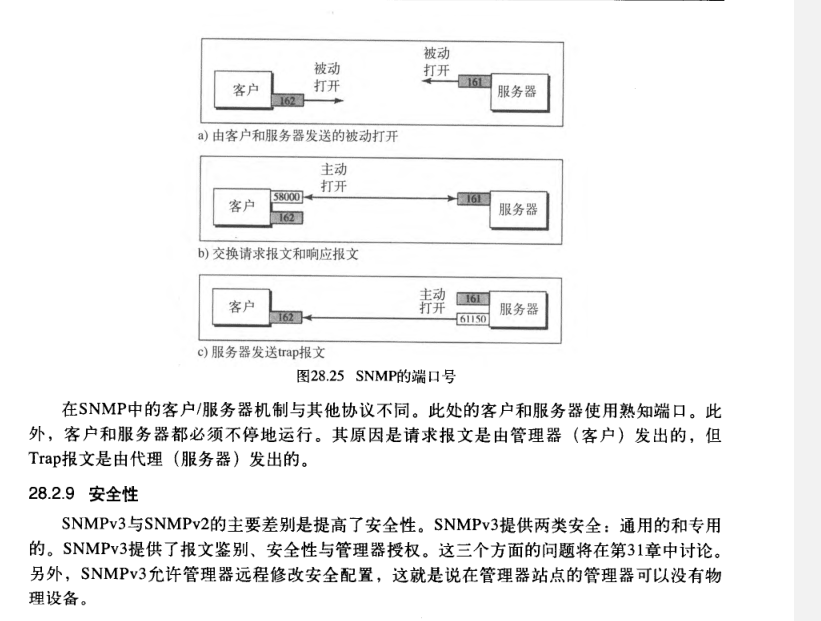 被动
打开
客户
162
被动
打开
161
服务器
a) 由客户和服务器发送的被动打开
主动
打开
客户
58000
162
161
服务器
b) 交换请求报文和响应报文
客户
162
主动
打开
161
61150
服务器
c) 服务器发送trap报文
图28.25 SNMP的端口号
在SNMP中的客户/服务器机制与其他协议不同。此处的客户和服务器使用熟知端口。此
外，客户和服务器都必须不停地运行。其原因是请求报文是由管理器（客户）发出的，但
Trap报文是由代理（服务器）发出的。
28.2.9 安全性
SNMPv3与SNMPv2的主要差别是提高了安全性。SNMPv3提供两类安全：通用的和专用
的。SNMPv3提供了报文鉴别、安全性与管理器授权。这三个方面的问题将在第31章中讨论。
另外，SNMPv3允许管理器远程修改安全配置，这就是说在管理器站点的管理器可以没有物
理设备。